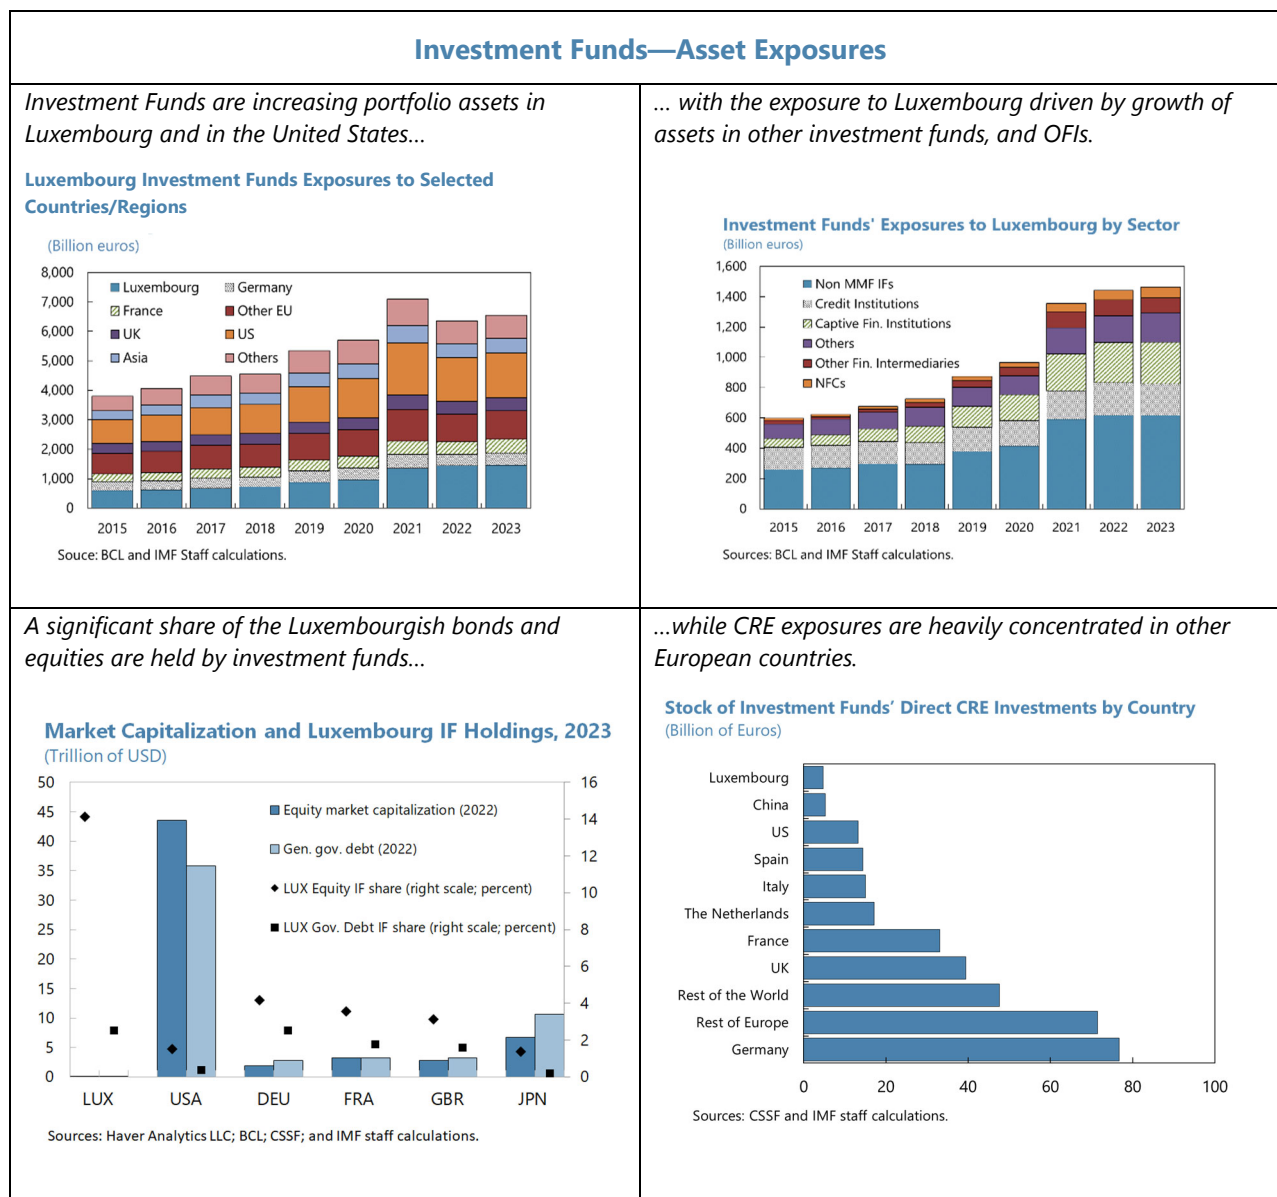 Investment Funds—Asset Exposures
Investment Funds are increasing portfolio assets in
Luxembourg and in the United States…
Luxembourg Investment Funds Exposures to Selected
Countries/Regions
(Billion euros)
8,000
7,000
6,000
5,000
4,000
3,000
2,000
1,000
0
Luxembourg
Germany
France
Other EU
UK
US
Asia
Others
2015 2016 2017 2018 2019 2020 2021 2022 2023
Souce: BCL and IMF Staff calculations.
… with the exposure to Luxembourg driven by growth of
assets in other investment funds, and OFIs.
Investment Funds' Exposures to Luxembourg by Sector
(Billion euros)
1,600
1,400
1,200
1,000
800
600
400
200
0
Non MMF IFs
Credit Institutions
Captive Fin. Institutions
Others
Other Fin. Intermediaries
NFCs
2015 2016 2017 2018 2019 2020 2021 2022 2023
Sources: BCL and IMF Staff calculations.
A significant share of the Luxembourgish bonds and
equities are held by investment funds…
Market Capitalization and Luxembourg IF Holdings, 2023
(Trillion of USD)
50
45
40
35
30
25
20
15
10
5
0
16
14
12
10
8
6
4
2
0
Equity market capitalization (2022)
Gen. gov. debt (2022)
LUX Equity IF share (right scale; percent)
LUX Gov. Debt IF share (right scale; percent)
LUX USA DEU FRA GBR JPN
Sources: Haver Analytics LLC; BCL; CSSF; and IMF staff calculations.
…while CRE exposures are heavily concentrated in other
European countries.
Stock of Investment Funds’ Direct CRE Investments by Country
(Billion of Euros)
Luxembourg
China
US
Spain
Italy
The Netherlands
France
UK
Rest of the World
Rest of Europe
Germany
0 20 40 60 80 100
Sources: CSSF and IMF staff calculations.